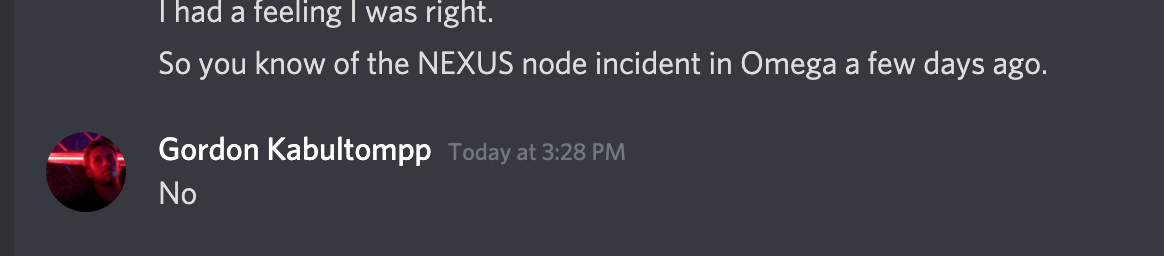 I had a feeling I was right.
So you know of the NEXUS node incident in Omega a few days ago.
Gordon Kabultompp Today at 3:28 PM
No